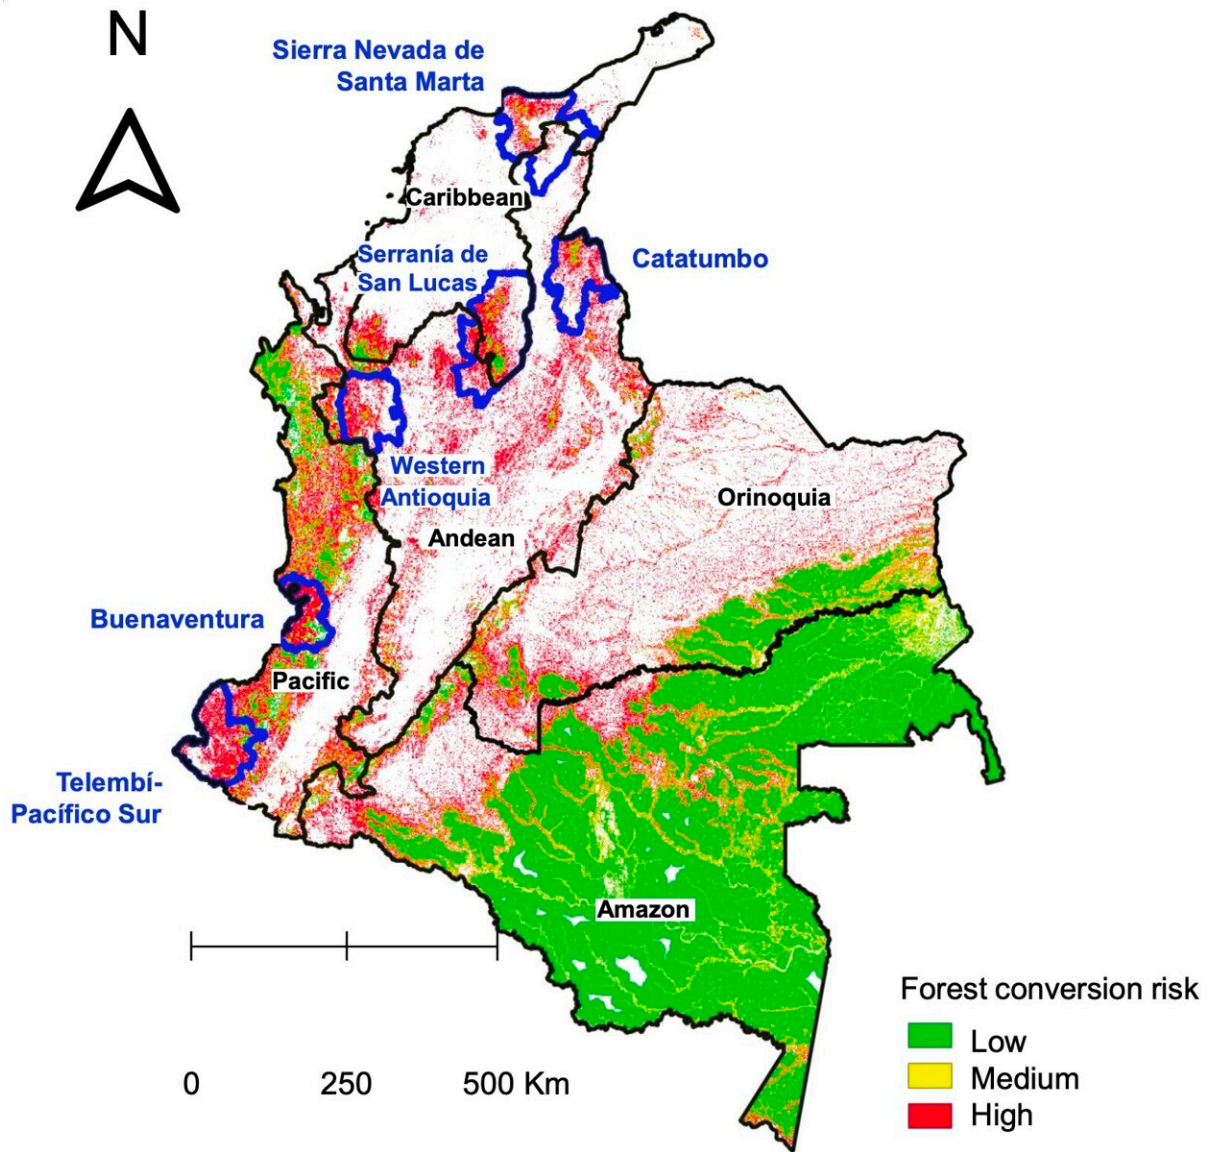 N
Sierra Nevada de
Santa Marta
Caribbean
Serranía de
San Lucas
Catatumbo
Western
Antioquia
Orinoquia
Andean
Buenaventura
Pacific
Telembí-
Pacífico Sur
Amazon
0 250 500 Km
Forest conversion risk
Low
Medium
High